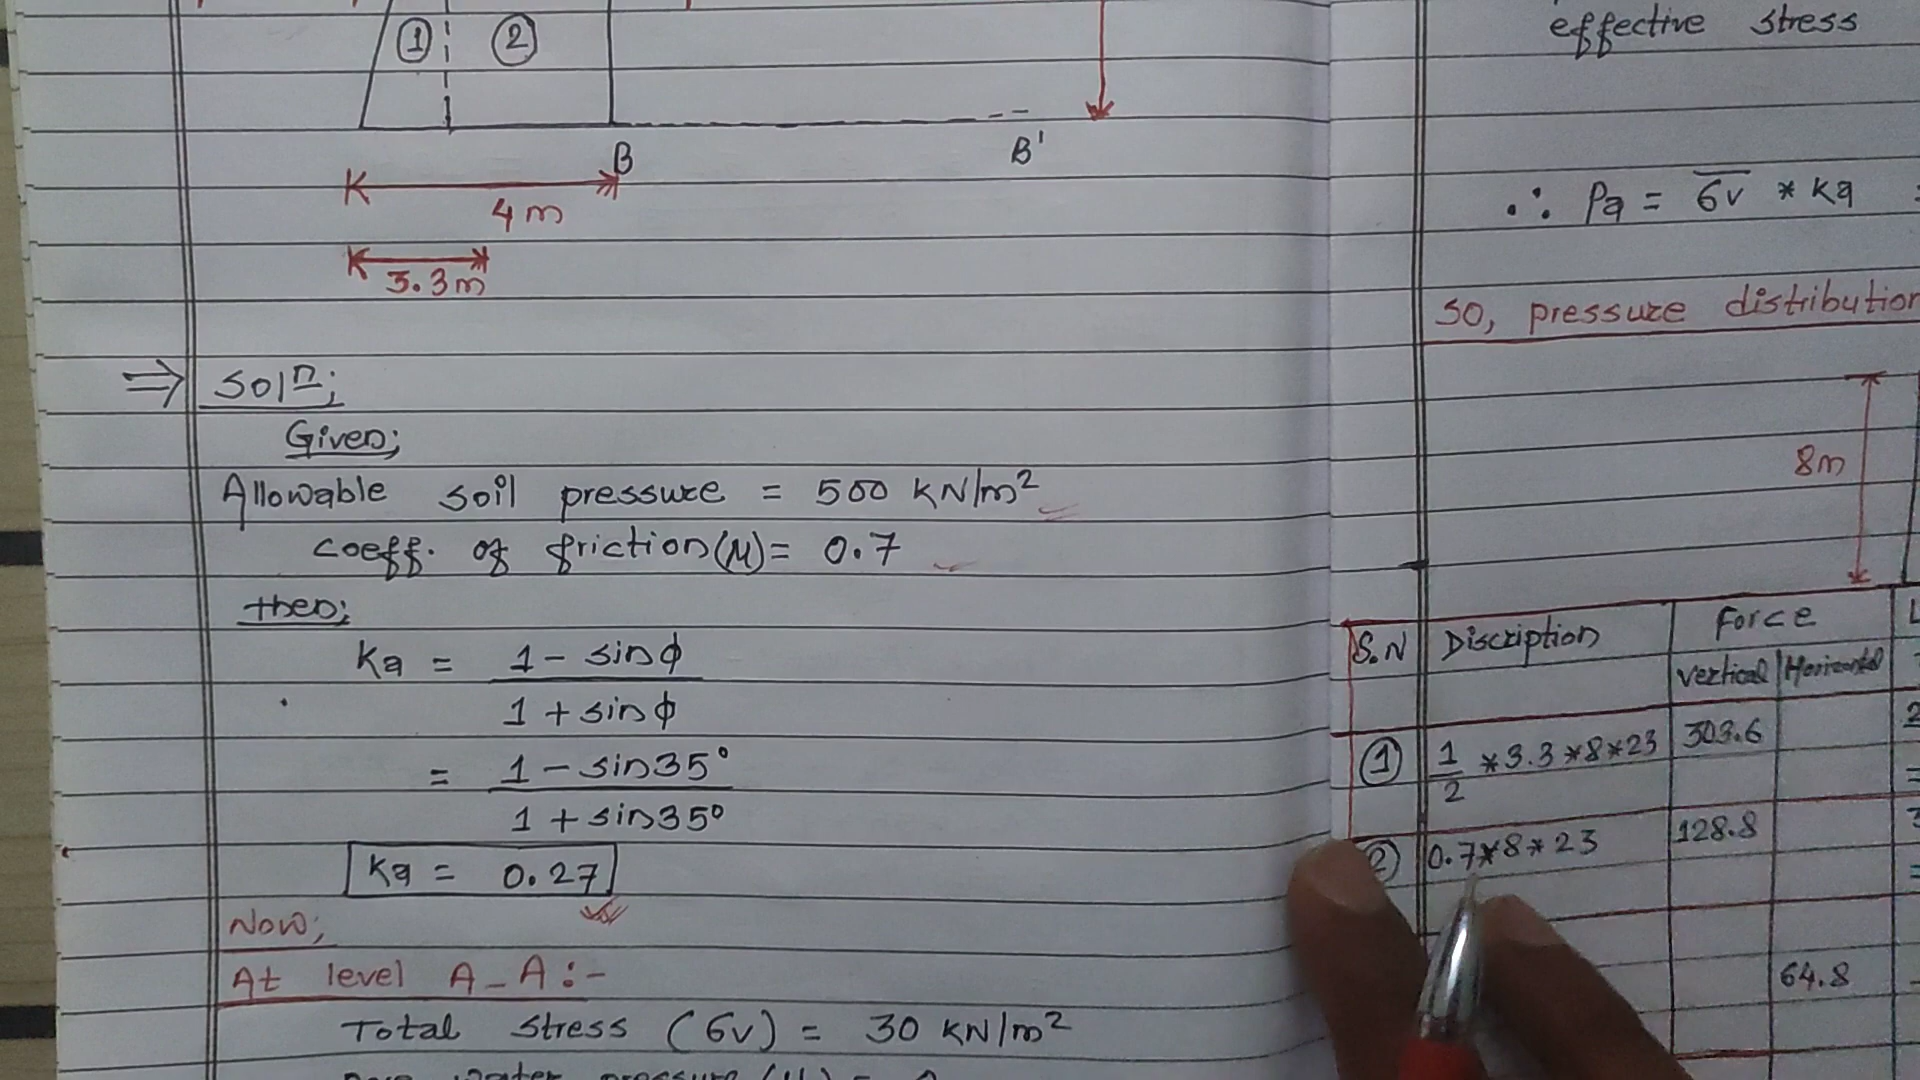 ① ②
B
B'
4 m
3.3m
⇒ Solⁿ;
Given;
Allowable soil pressure = 500 KN/m²
coeff. of friction(μ)= 0.7
then;
Ka = 1 - sinϕ
1 + sinϕ
= 1 - sin35°
1 + sin35°
Ka = 0.27
Now;
At level A-A:-
Total stress (σv) = 30 KN/m²
effective stress
∴ Pa = σv * Ka
so, pressure distribution
8m
S.N Discription Force
vertical Horizontal
① 1/2 *3.3*8*23 303.6
② 0.7*8*23 128.8
64.8